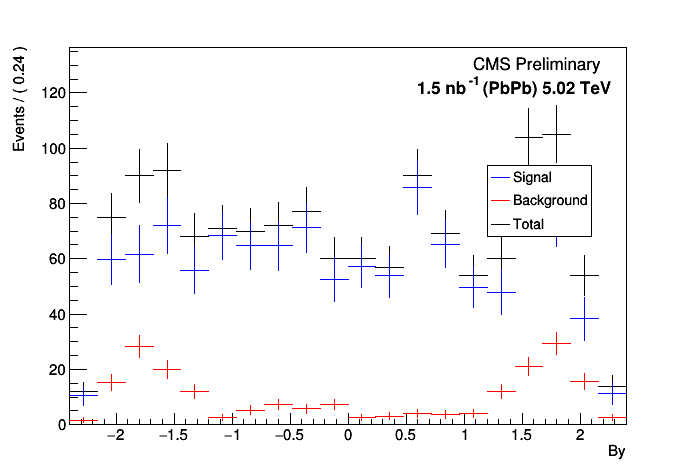 CMS Preliminary
1.5 nb⁻¹ (PbPb) 5.02 TeV
Events / ( 0.24 )
120
100
80
60
40
20
0
Signal
Background
Total
−2 −1.5 −1 −0.5 0 0.5 1 1.5 2
By